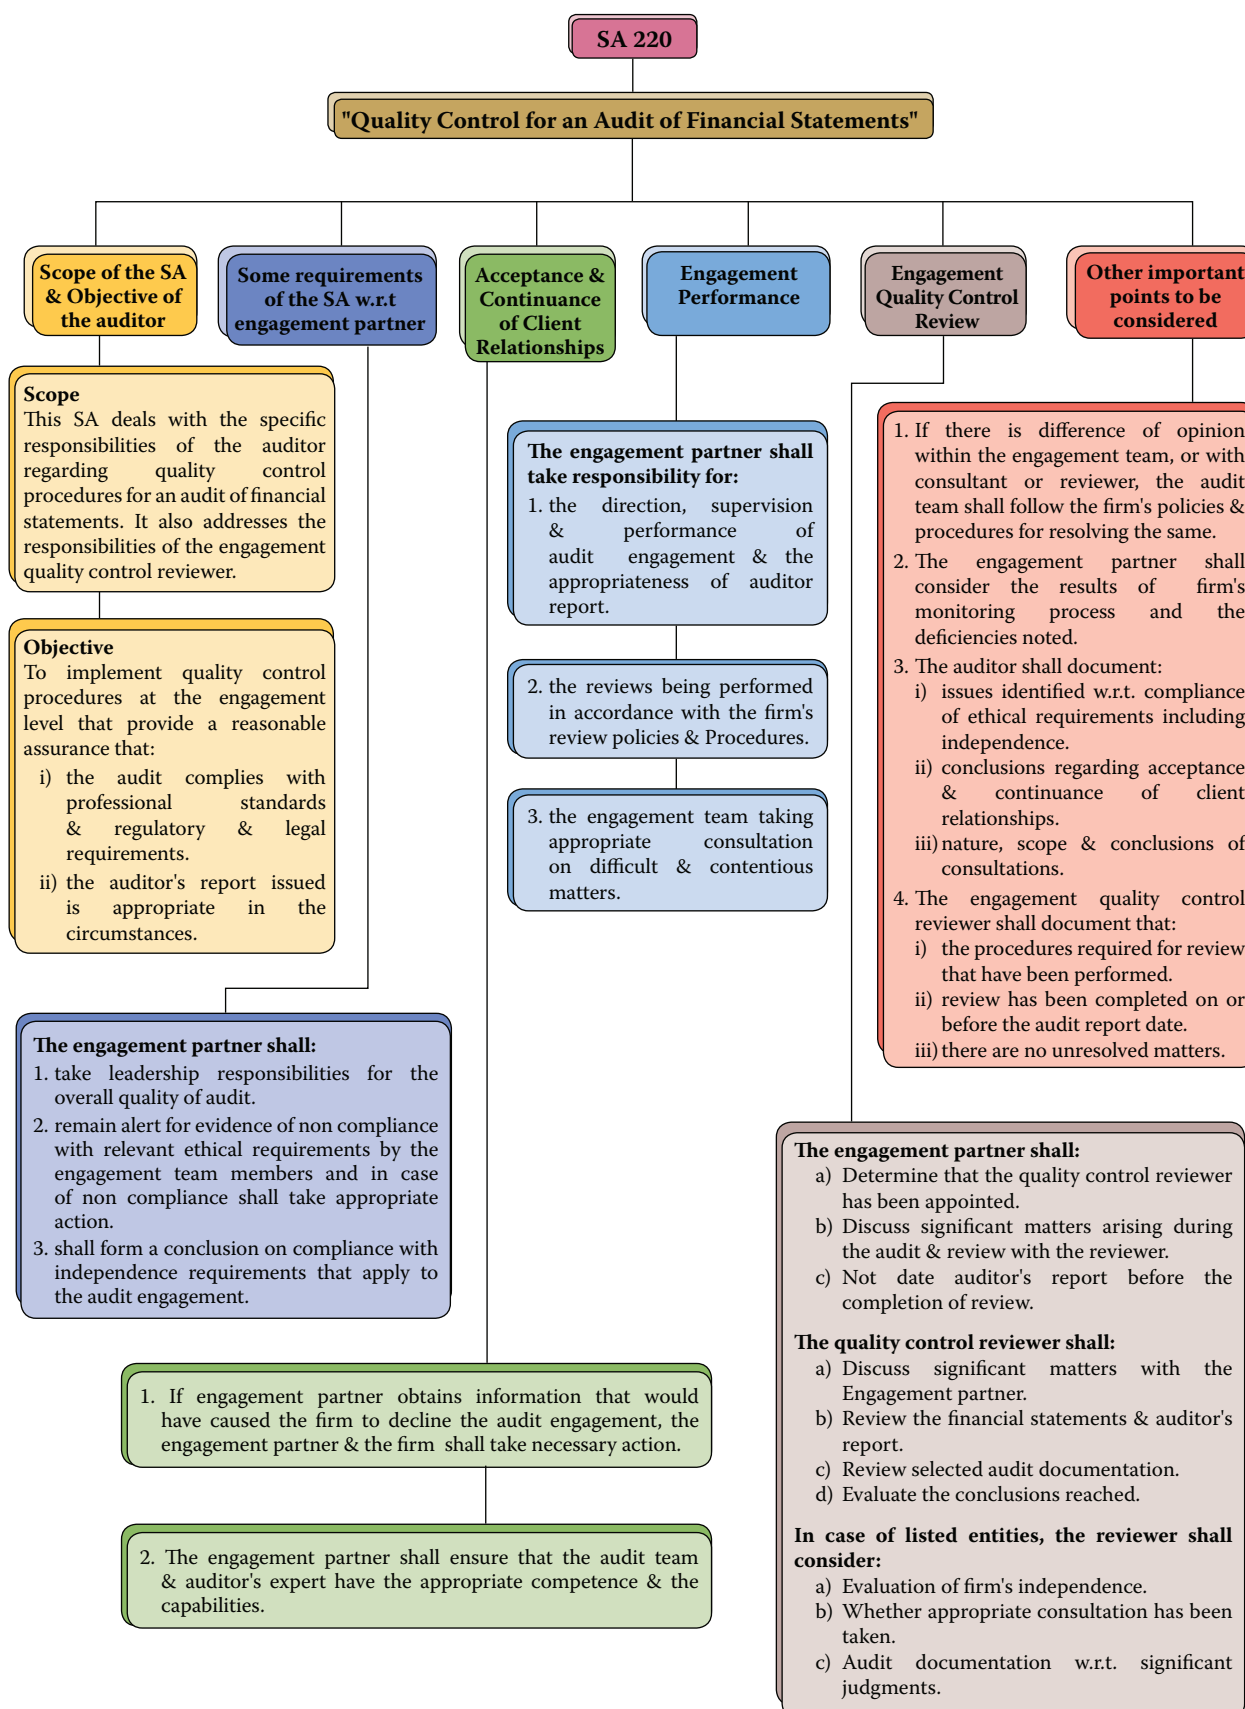 SA 220
"Quality Control for an Audit of Financial Statements"
Scope of the SA
& Objective of
the auditor
Some requirements
of the SA w.r.t
engagement partner
Acceptance &
Continuance
of Client
Relationships
Engagement
Performance
Engagement
Quality Control
Review
Other important
points to be
considered
Scope
This SA deals with the specific
responsibilities of the auditor
regarding quality control
procedures for an audit of financial
statements. It also addresses the
responsibilities of the engagement
quality control reviewer.
Objective
To implement quality control
procedures at the engagement
level that provide a reasonable
assurance that:
i) the audit complies with
professional standards
& regulatory & legal
requirements.
ii) the auditor's report issued
is appropriate in the
circumstances.
The engagement partner shall:
1. take leadership responsibilities for the
overall quality of audit.
2. remain alert for evidence of non compliance
with relevant ethical requirements by the
engagement team members and in case
of non compliance shall take appropriate
action.
3. shall form a conclusion on compliance with
independence requirements that apply to
the audit engagement.
1. If engagement partner obtains information that would
have caused the firm to decline the audit engagement, the
engagement partner & the firm shall take necessary action.
2. The engagement partner shall ensure that the audit team
& auditor's expert have the appropriate competence & the
capabilities.
The engagement partner shall
take responsibility for:
1. the direction, supervision
& performance of
audit engagement & the
appropriateness of auditor
report.
2. the reviews being performed
in accordance with the firm's
review policies & Procedures.
3. the engagement team taking
appropriate consultation
on difficult & contentious
matters.
1. If there is difference of opinion
within the engagement team, or with
consultant or reviewer, the audit
team shall follow the firm's policies &
procedures for resolving the same.
2. The engagement partner shall
consider the results of firm's
monitoring process and the
deficiencies noted.
3. The auditor shall document:
i) issues identified w.r.t. compliance
of ethical requirements including
independence.
ii) conclusions regarding acceptance
& continuance of client
relationships.
iii) nature, scope & conclusions of
consultations.
4. The engagement quality control
reviewer shall document that:
i) the procedures required for review
that have been performed.
ii) review has been completed on or
before the audit report date.
iii) there are no unresolved matters.
The engagement partner shall:
a) Determine that the quality control reviewer
has been appointed.
b) Discuss significant matters arising during
the audit & review with the reviewer.
c) Not date auditor's report before the
completion of review.
The quality control reviewer shall:
a) Discuss significant matters with the
Engagement partner.
b) Review the financial statements & auditor's
report.
c) Review selected audit documentation.
d) Evaluate the conclusions reached.
In case of listed entities, the reviewer shall
consider:
a) Evaluation of firm's independence.
b) Whether appropriate consultation has been
taken.
c) Audit documentation w.r.t. significant
judgments.